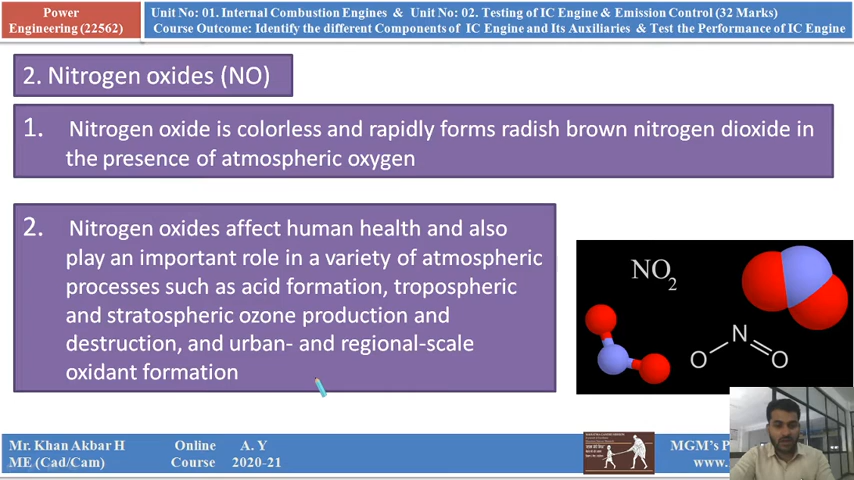 Power
Engineering (22562)
Unit No: 01. Internal Combustion Engines & Unit No: 02. Testing of IC Engine & Emission Control (32 Marks)
Course Outcome: Identify the different Components of IC Engine and Its Auxiliaries & Test the Performance of IC Engine
2. Nitrogen oxides (NO)
1. Nitrogen oxide is colorless and rapidly forms radish brown nitrogen dioxide in
the presence of atmospheric oxygen
2. Nitrogen oxides affect human health and also
play an important role in a variety of atmospheric
processes such as acid formation, tropospheric
and stratospheric ozone production and
destruction, and urban- and regional-scale
oxidant formation
NO2
N
O O
Mr. Khan Akbar H
ME (Cad/Cam)
Online
Course
A. Y
2020-21
MGM's P
www.